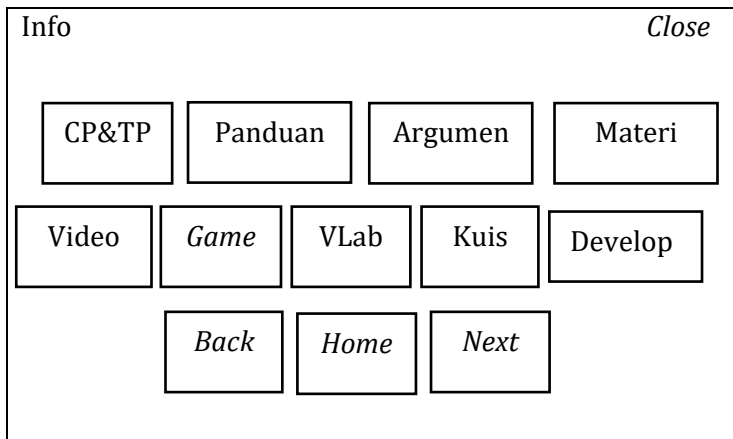 Info Close
CP&TP Panduan Argumen Materi
Video Game VLab Kuis Develop
Back Home Next